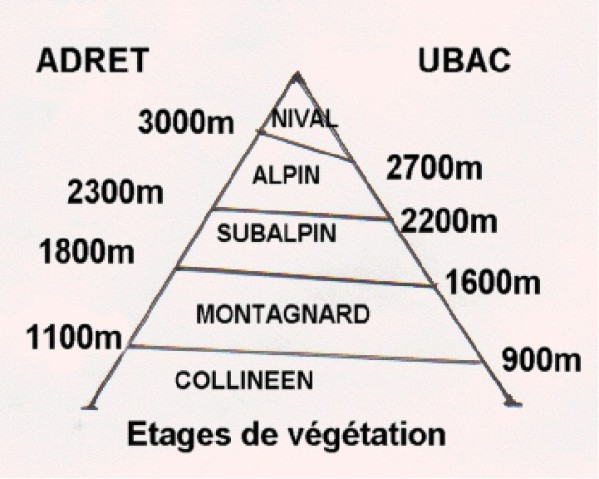 ADRET
UBAC
3000m
NIVAL
2700m
ALPIN
2300m
2200m
SUBALPIN
1800m
1600m
MONTAGNARD
1100m
900m
COLLINEEN
Etages de végétation